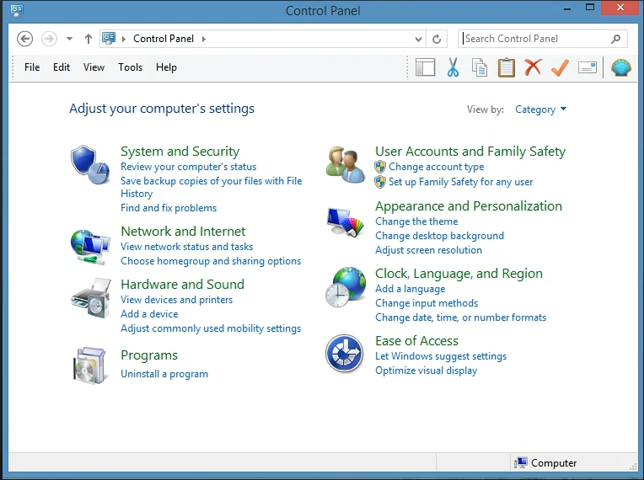 Control Panel
Control Panel
Search Control Panel
File Edit View Tools Help
Adjust your computer's settings
View by: Category
System and Security
Review your computer's status
Save backup copies of your files with File
History
Find and fix problems
Network and Internet
View network status and tasks
Choose homegroup and sharing options
Hardware and Sound
View devices and printers
Add a device
Adjust commonly used mobility settings
Programs
Uninstall a program
User Accounts and Family Safety
Change account type
Set up Family Safety for any user
Appearance and Personalization
Change the theme
Change desktop background
Adjust screen resolution
Clock, Language, and Region
Add a language
Change input methods
Change date, time, or number formats
Ease of Access
Let Windows suggest settings
Optimize visual display
Computer